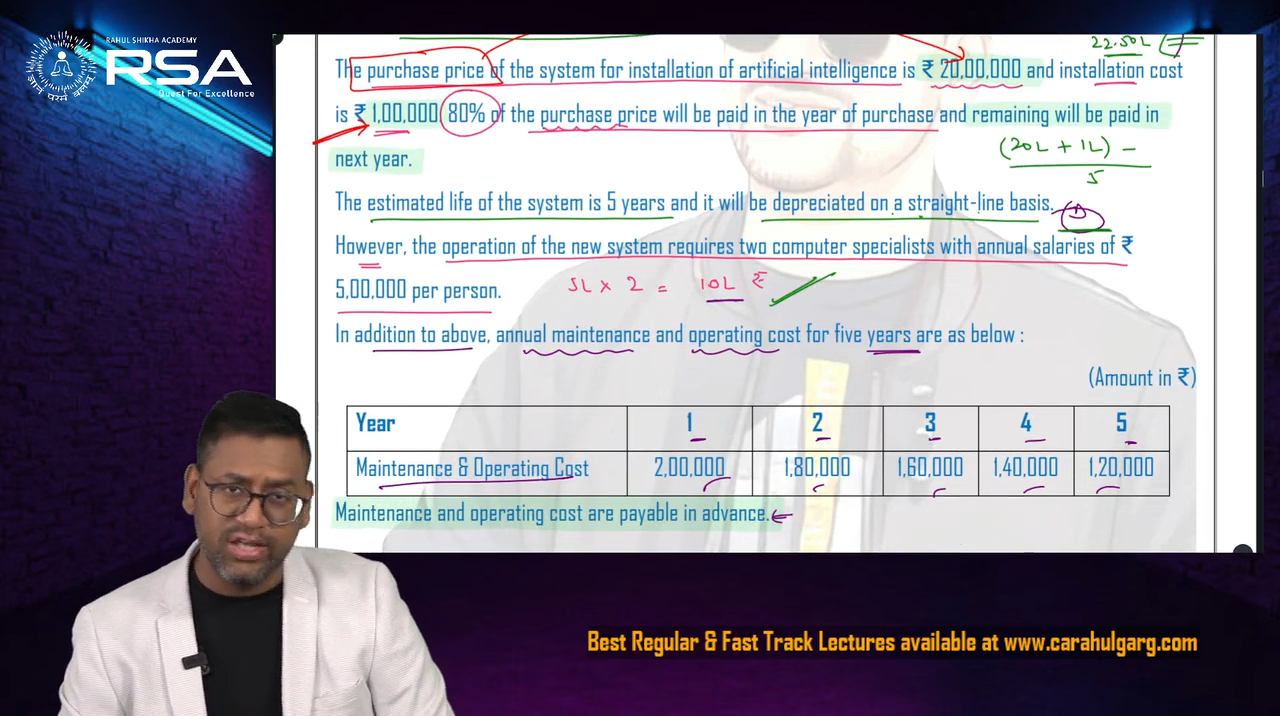 RAHUL SHIKHA ACADEMY
RSA
Quest For Excellence
22.50L
The purchase price of the system for installation of artificial intelligence is ₹ 20,00,000 and installation cost
is ₹ 1,00,000 80% of the purchase price will be paid in the year of purchase and remaining will be paid in
next year.
(20L + 1L) -
5
The estimated life of the system is 5 years and it will be depreciated on a straight-line basis.
However, the operation of the new system requires two computer specialists with annual salaries of ₹
5,00,000 per person.
5L x 2 = 10L ₹
In addition to above, annual maintenance and operating cost for five years are as below :
(Amount in ₹)
Year 1 2 3 4 5
Maintenance & Operating Cost 2,00,000 1,80,000 1,60,000 1,40,000 1,20,000
Maintenance and operating cost are payable in advance.
Best Regular & Fast Track Lectures available at www.carahulgarg.com